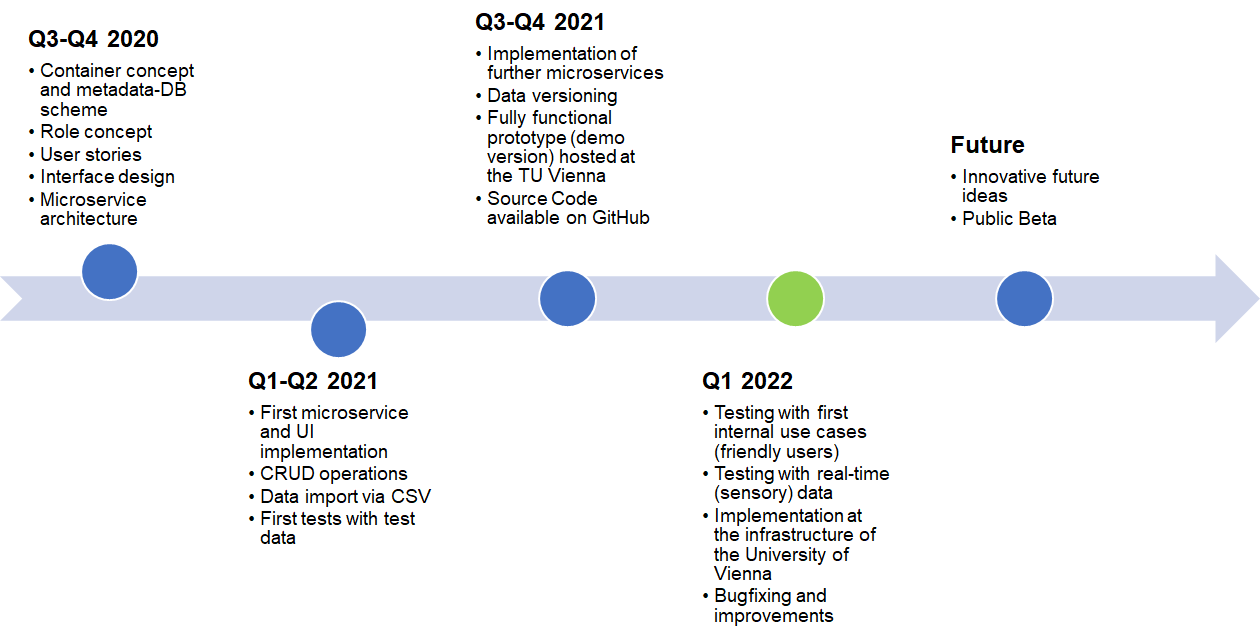 Q3-Q4 2020
• Container concept
and metadata-DB
scheme
• Role concept
• User stories
• Interface design
• Microservice
architecture
Q1-Q2 2021
• First microservice
and UI
implementation
• CRUD operations
• Data import via CSV
• First tests with test
data
Q3-Q4 2021
• Implementation of
further microservices
• Data versioning
• Fully functional
prototype (demo
version) hosted at
the TU Vienna
• Source Code
available on GitHub
Q1 2022
• Testing with first
internal use cases
(friendly users)
• Testing with real-time
(sensory) data
• Implementation at
the infrastructure of
the University of
Vienna
• Bugfixing and
improvements
Future
• Innovative future
ideas
• Public Beta